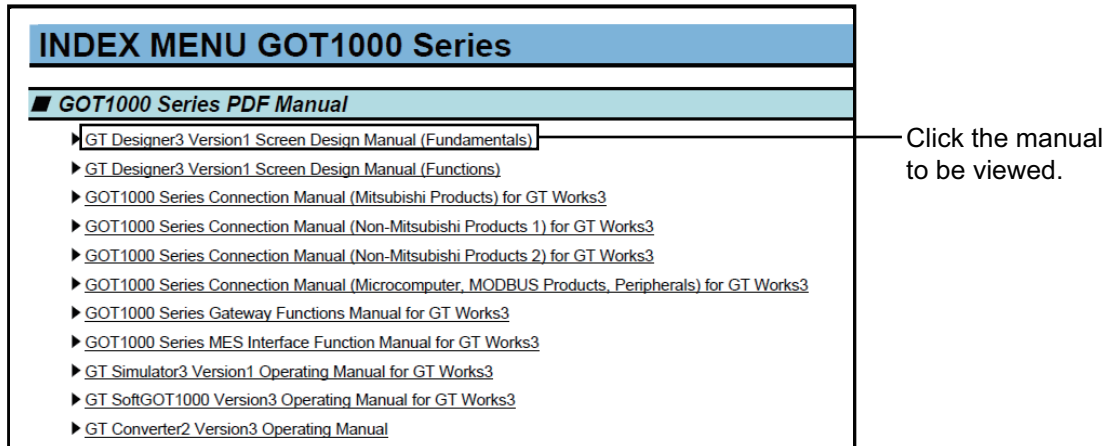 INDEX MENU GOT1000 Series
GOT1000 Series PDF Manual
GT Designer3 Version1 Screen Design Manual (Fundamentals)
GT Designer3 Version1 Screen Design Manual (Functions)
GOT1000 Series Connection Manual (Mitsubishi Products) for GT Works3
GOT1000 Series Connection Manual (Non-Mitsubishi Products 1) for GT Works3
GOT1000 Series Connection Manual (Non-Mitsubishi Products 2) for GT Works3
GOT1000 Series Connection Manual (Microcomputer, MODBUS Products, Peripherals) for GT Works3
GOT1000 Series Gateway Functions Manual for GT Works3
GOT1000 Series MES Interface Function Manual for GT Works3
GT Simulator3 Version1 Operating Manual for GT Works3
GT SoftGOT1000 Version3 Operating Manual for GT Works3
GT Converter2 Version3 Operating Manual
Click the manual
to be viewed.